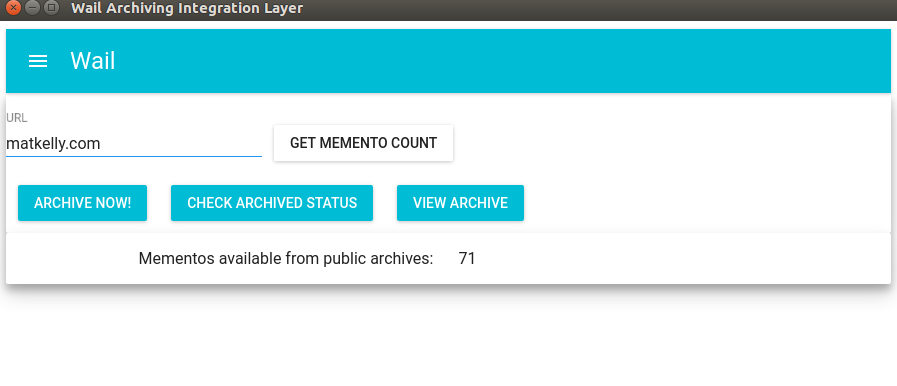 Wail Archiving Integration Layer
Wail
URL
matkelly.com
GET MEMENTO COUNT
ARCHIVE NOW! CHECK ARCHIVED STATUS VIEW ARCHIVE
Mementos available from public archives: 71